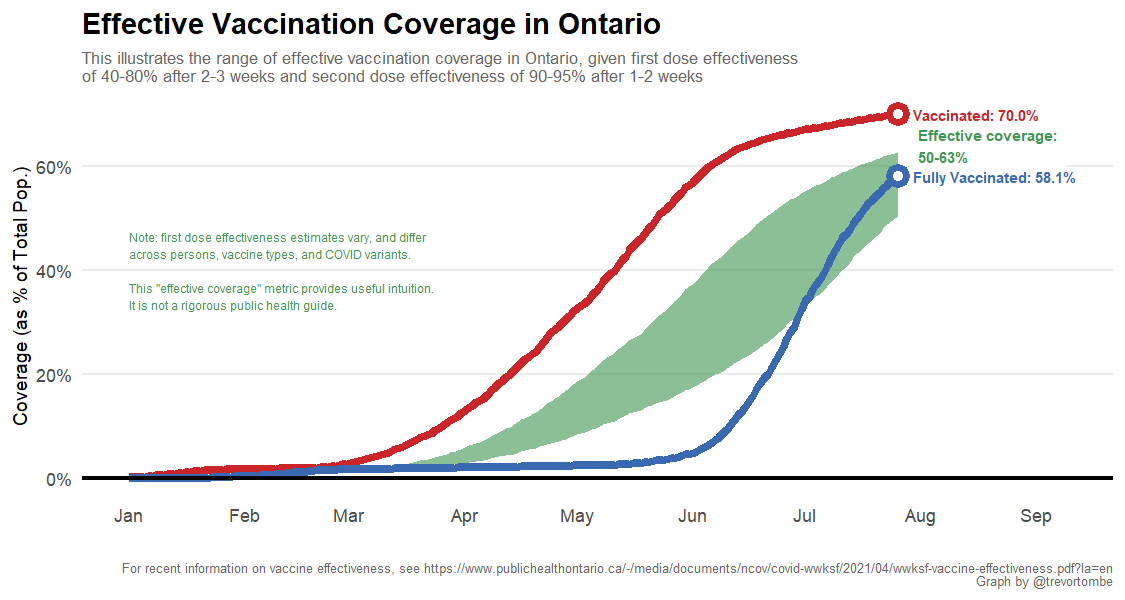 Effective Vaccination Coverage in Ontario
This illustrates the range of effective vaccination coverage in Ontario, given first dose effectiveness
of 40-80% after 2-3 weeks and second dose effectiveness of 90-95% after 1-2 weeks
Vaccinated: 70.0%
Effective coverage:
50-63%
Fully Vaccinated: 58.1%
Coverage (as % of Total Pop.)
60%
40%
20%
0%
Note: first dose effectiveness estimates vary, and differ
across persons, vaccine types, and COVID variants.
This "effective coverage" metric provides useful intuition.
It is not a rigorous public health guide.
Jan Feb Mar Apr May Jun Jul Aug Sep
For recent information on vaccine effectiveness, see https://www.publichealthontario.ca/-/media/documents/ncov/covid-wwksf/2021/04/wwksf-vaccine-effectiveness.pdf?la=en
Graph by @trevortombe